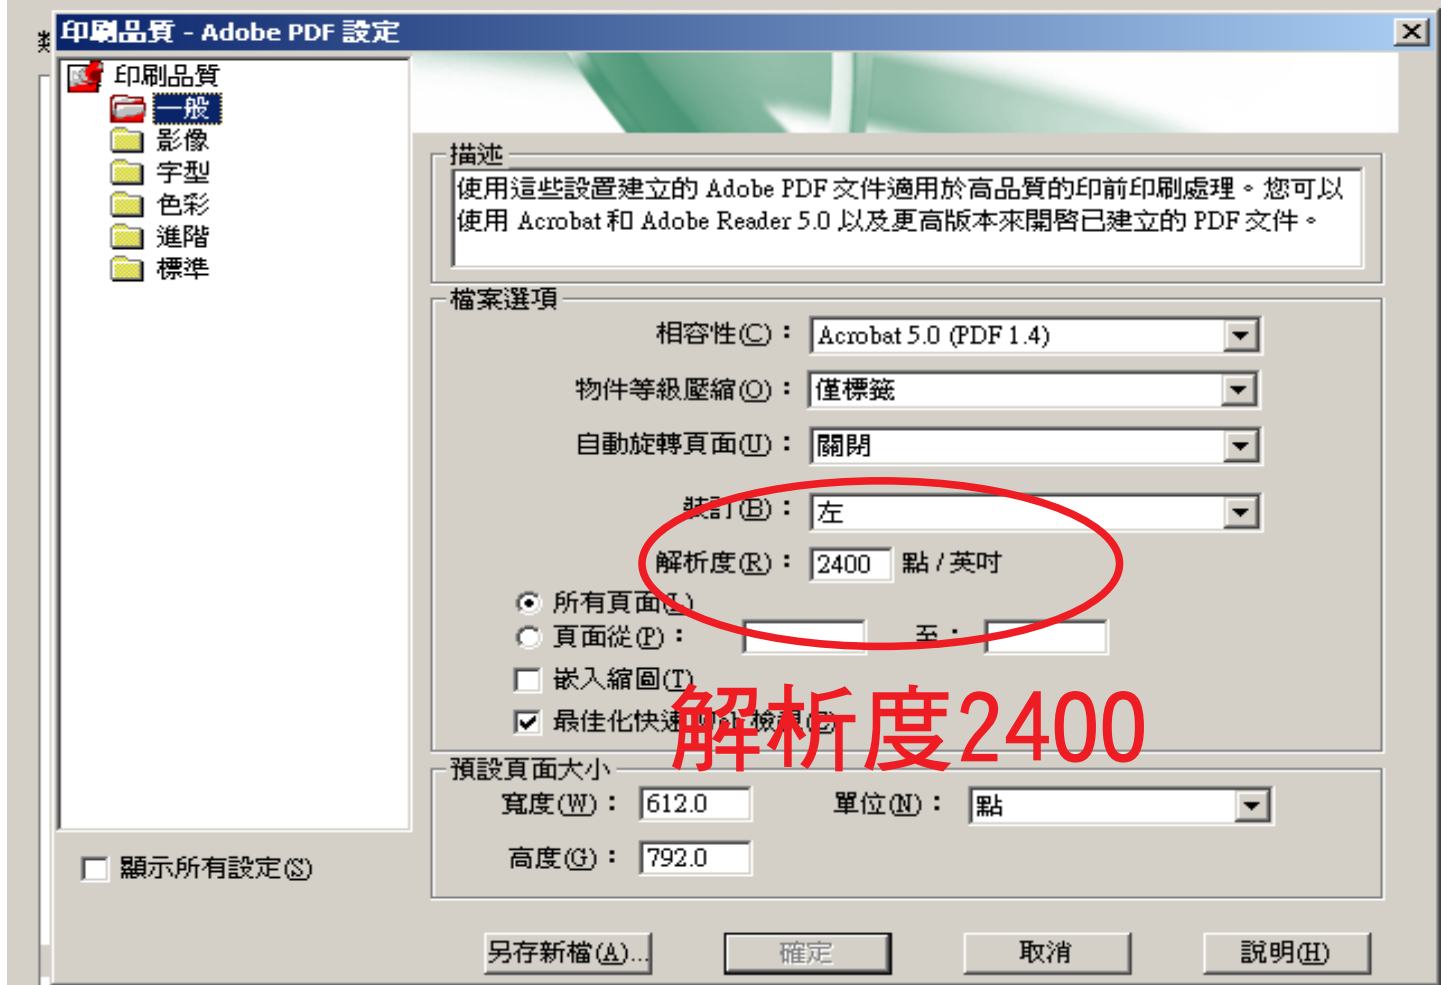 印刷品質 - Adobe PDF 設定
印刷品質
一般
影像
字型
色彩
進階
標準
顯示所有設定(S)
描述
使用這些設置建立的 Adobe PDF 文件適用於高品質的印前印刷處理。您可以
使用 Acrobat 和 Adobe Reader 5.0 以及更高版本來開啓已建立的 PDF 文件。
檔案選項
相容性(C)： Acrobat 5.0 (PDF 1.4)
物件等級壓縮(O)： 僅標籤
自動旋轉頁面(U)： 關閉
裝訂(B)： 左
解析度(R)： 2400 點 / 英吋
所有頁面(L)
頁面從(P)： 至：
嵌入縮圖(T)
最佳化快速 Web 檢視
解析度2400
預設頁面大小
寬度(W)： 612.0 單位(N)： 點
高度(G)： 792.0
另存新檔(A)... 確定 取消 說明(H)